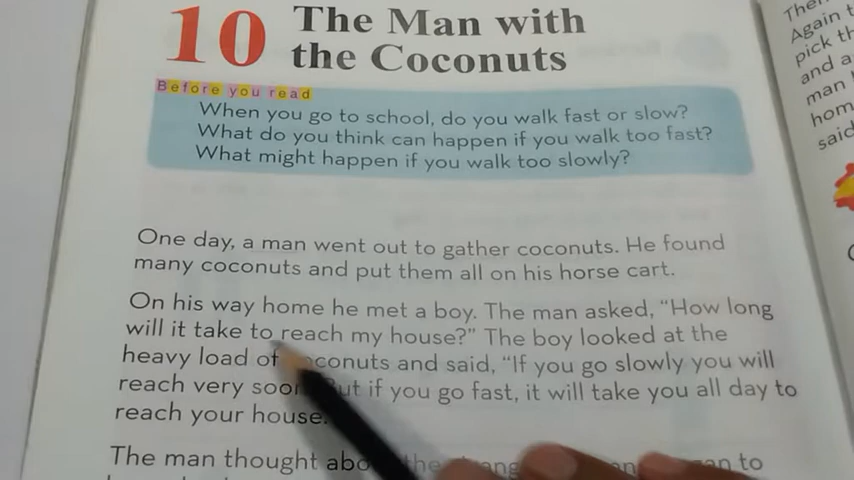 10
The Man with
the Coconuts
Before you read
When you go to school, do you walk fast or slow?
What do you think can happen if you walk too fast?
What might happen if you walk too slowly?
One day, a man went out to gather coconuts. He found
many coconuts and put them all on his horse cart.
On his way home he met a boy. The man asked, "How long
will it take to reach my house?" The boy looked at the
heavy load of coconuts and said, "If you go slowly you will
reach very soon. But if you go fast, it will take you all day to
reach your house.
The man thought about the to
Again
pick
and a
man
said